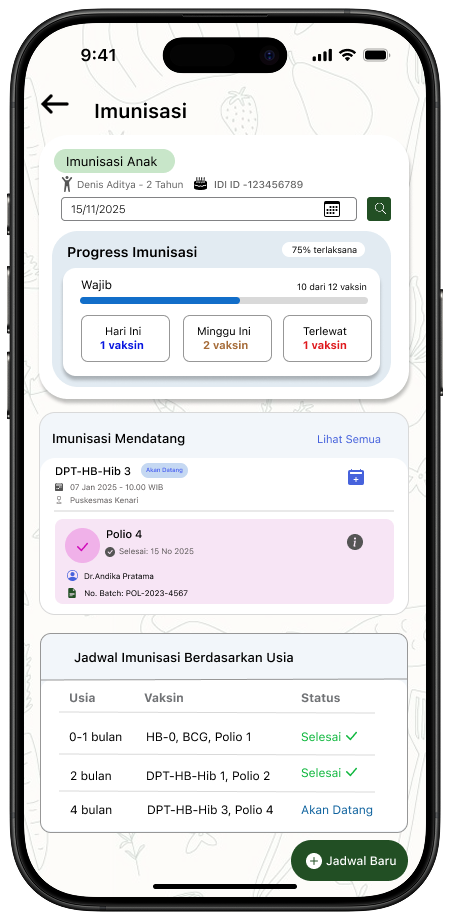 9:41
Imunisasi
Imunisasi Anak
Denis Aditya - 2 Tahun IDI ID -123456789
15/11/2025
Progress Imunisasi 75% terlaksana
Wajib 10 dari 12 vaksin
Hari Ini Minggu Ini Terlewat
1 vaksin 2 vaksin 1 vaksin
Imunisasi Mendatang Lihat Semua
DPT-HB-Hib 3 Akan Datang
07 Jan 2025 - 10.00 WIB
Puskesmas Kenari
Polio 4
Selesai: 15 No 2025
Dr.Andika Pratama
No. Batch: POL-2023-4567
Jadwal Imunisasi Berdasarkan Usia
Usia Vaksin Status
0-1 bulan HB-0, BCG, Polio 1 Selesai
2 bulan DPT-HB-Hib 1, Polio 2 Selesai
4 bulan DPT-HB-Hib 3, Polio 4 Akan Datang
Jadwal Baru